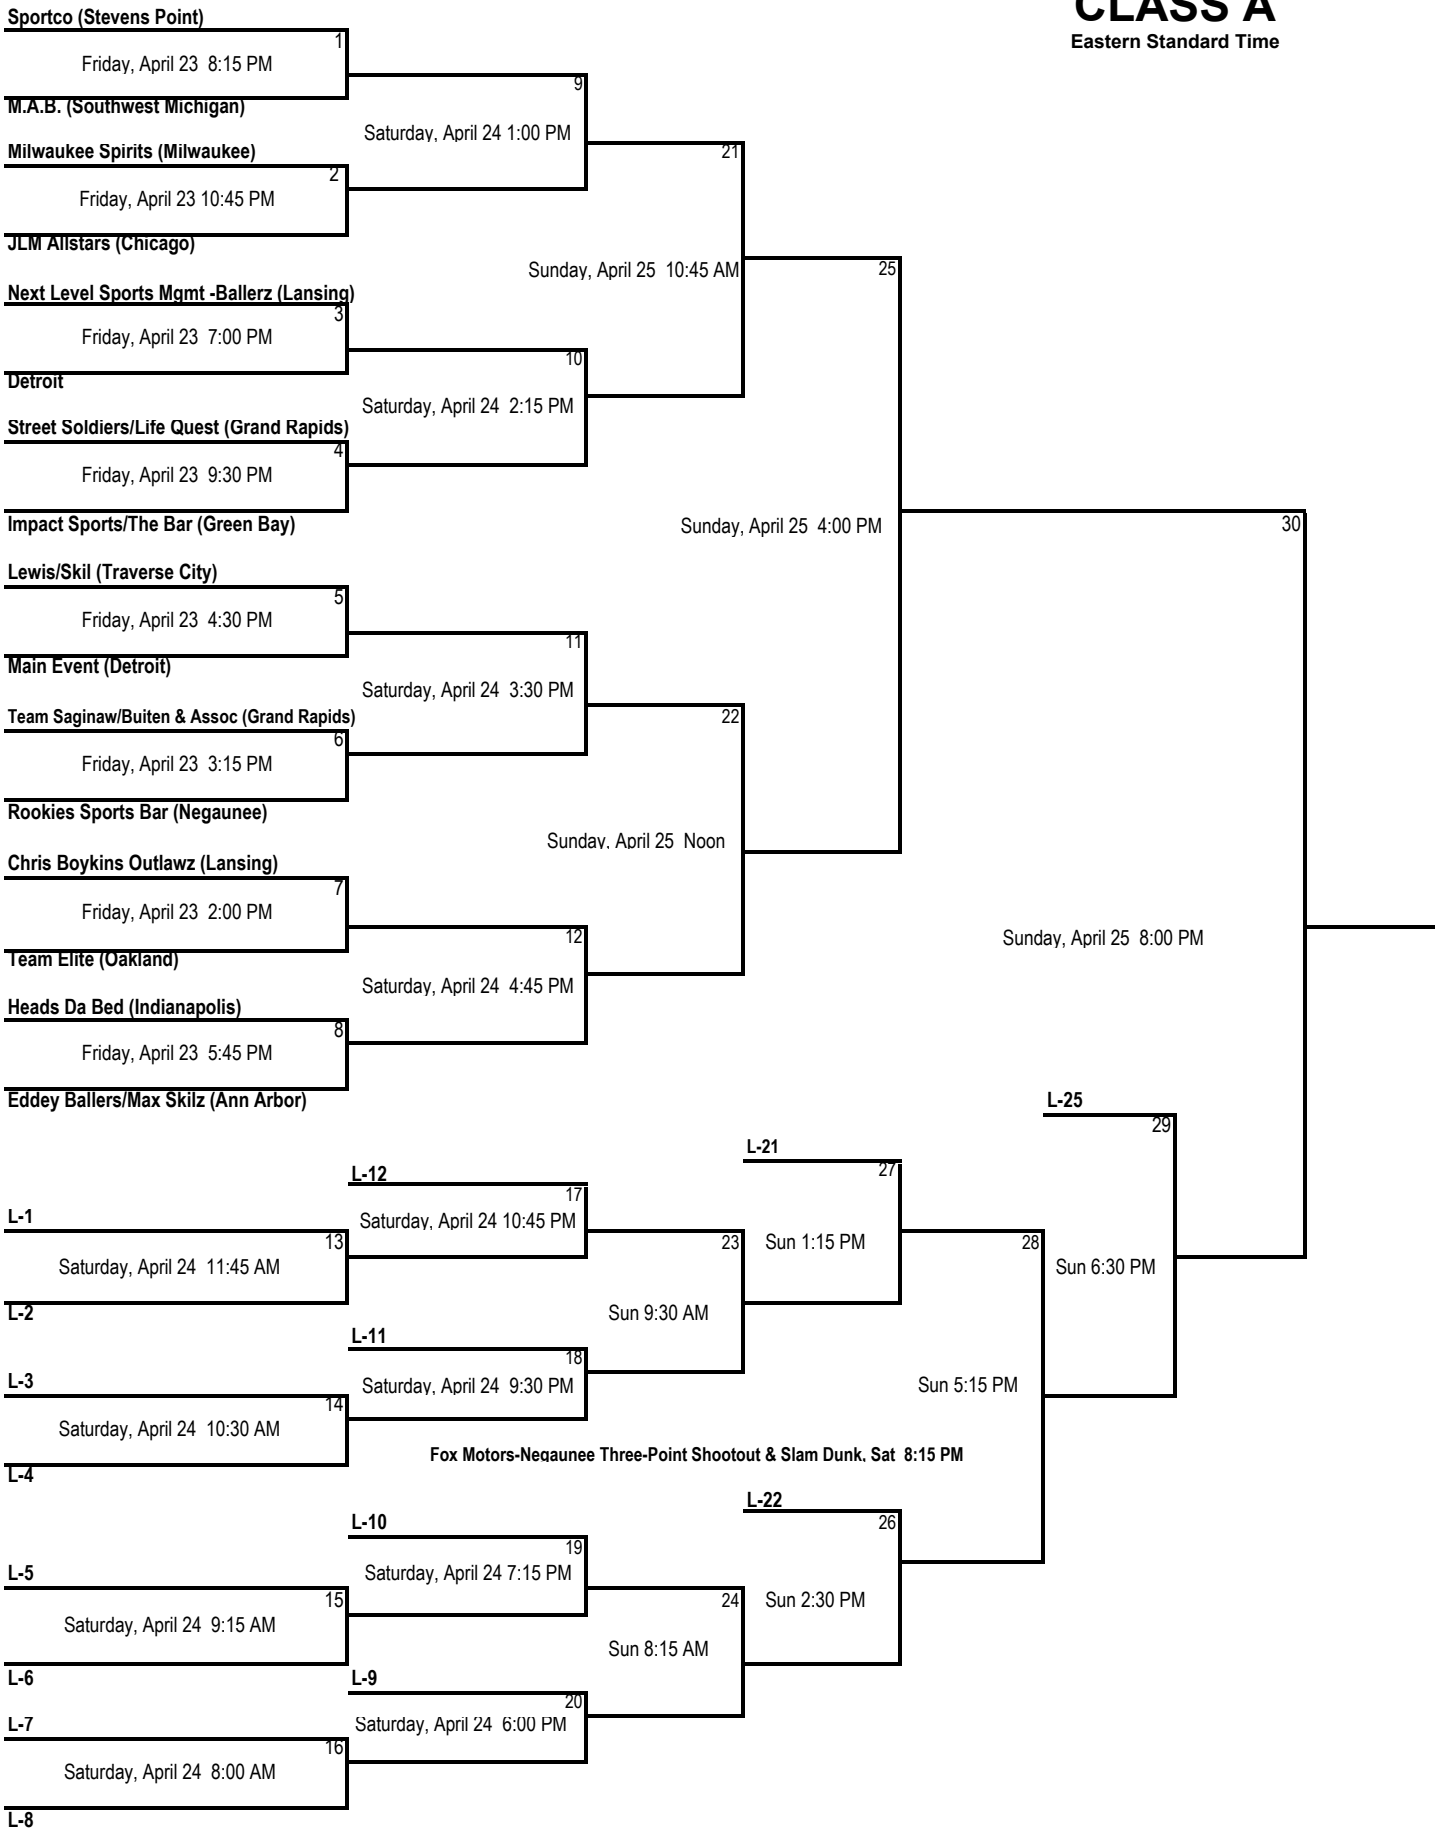 CLASS A
Eastern Standard Time
Sportco (Stevens Point)
1
Friday, April 23  8:15 PM
M.A.B. (Southwest Michigan)
9
Saturday, April 24 1:00 PM
Milwaukee Spirits (Milwaukee)
2
Friday, April 23 10:45 PM
JLM Allstars (Chicago)
21
Sunday, April 25  10:45 AM
Next Level Sports Mgmt -Ballerz (Lansing)
3
Friday, April 23  7:00 PM
Detroit
10
Saturday, April 24  2:15 PM
Street Soldiers/Life Quest (Grand Rapids)
4
Friday, April 23  9:30 PM
Impact Sports/The Bar (Green Bay)
25
Sunday, April 25  4:00 PM
30
Lewis/Skil (Traverse City)
5
Friday, April 23  4:30 PM
Main Event (Detroit)
11
Saturday, April 24  3:30 PM
Team Saginaw/Buiten & Assoc (Grand Rapids)
6
Friday, April 23  3:15 PM
Rookies Sports Bar (Negaunee)
22
Sunday, April 25  Noon
Chris Boykins Outlawz (Lansing)
7
Friday, April 23  2:00 PM
Team Elite (Oakland)
12
Saturday, April 24  4:45 PM
Sunday, April 25  8:00 PM
Heads Da Bed (Indianapolis)
8
Friday, April 23  5:45 PM
Eddey Ballers/Max Skilz (Ann Arbor)
L-25
29
Sun 6:30 PM
L-21
27
Sun 1:15 PM
L-12
17
Saturday, April 24 10:45 PM
L-1
13
Saturday, April 24  11:45 AM
L-2
23
Sun 9:30 AM
28
Sun 5:15 PM
L-11
18
Saturday, April 24  9:30 PM
L-3
14
Saturday, April 24  10:30 AM
L-4
Fox Motors-Negaunee Three-Point Shootout & Slam Dunk, Sat  8:15 PM
L-22
26
Sun 2:30 PM
L-10
19
Saturday, April 24 7:15 PM
L-5
15
Saturday, April 24  9:15 AM
L-6
24
Sun 8:15 AM
L-9
20
Saturday, April 24  6:00 PM
L-7
16
Saturday, April 24  8:00 AM
L-8